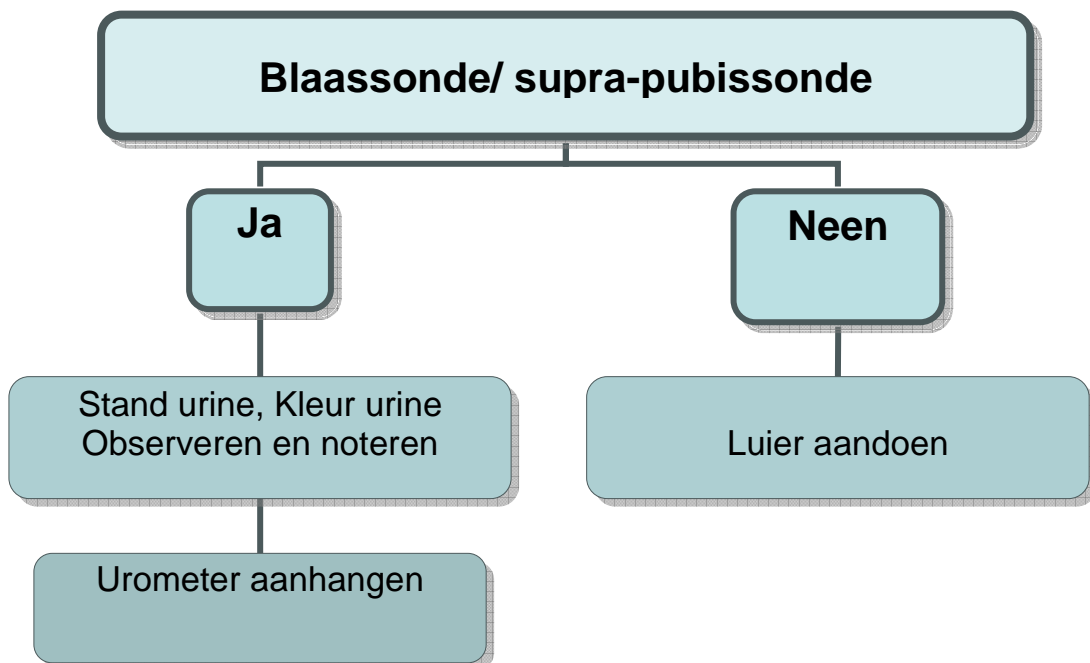 Blaassonde/ supra-pubissonde
Ja
Neen
Stand urine, Kleur urine
Observeren en noteren
Luier aandoen
Urometer aanhangen